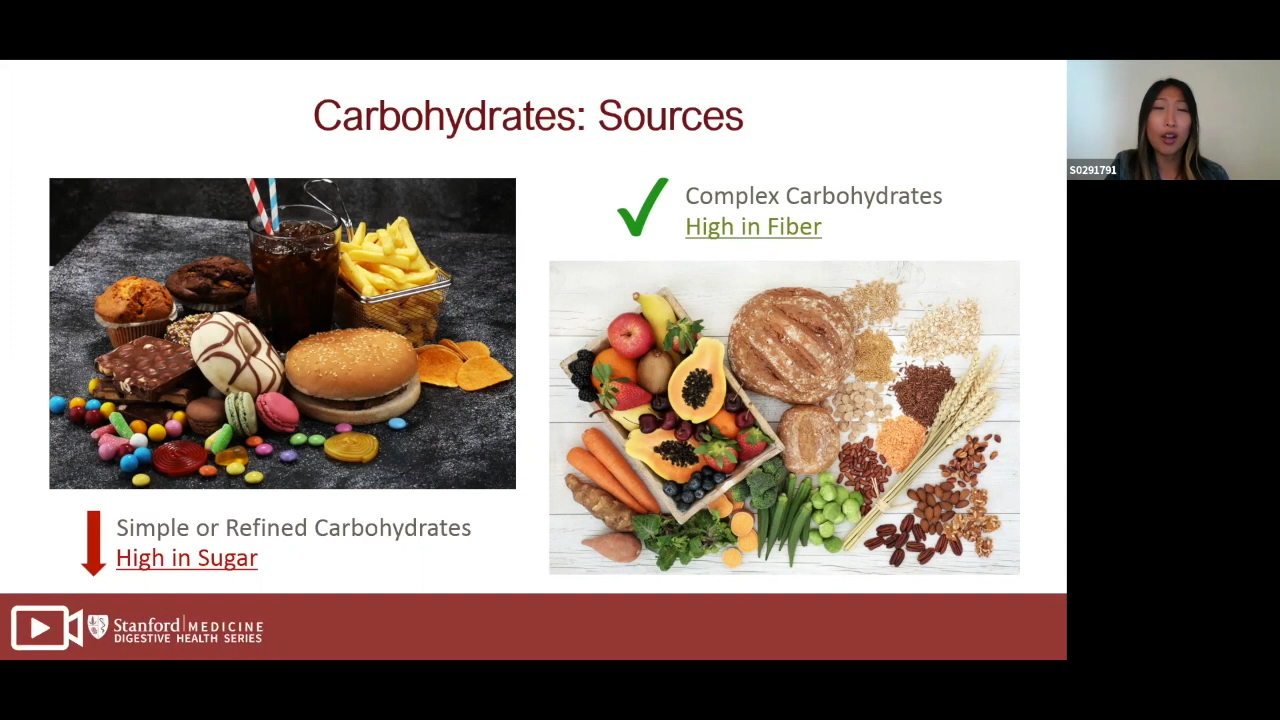 Carbohydrates: Sources
Complex Carbohydrates
High in Fiber
Simple or Refined Carbohydrates
High in Sugar
Stanford MEDICINE
DIGESTIVE HEALTH SERIES
S0291791